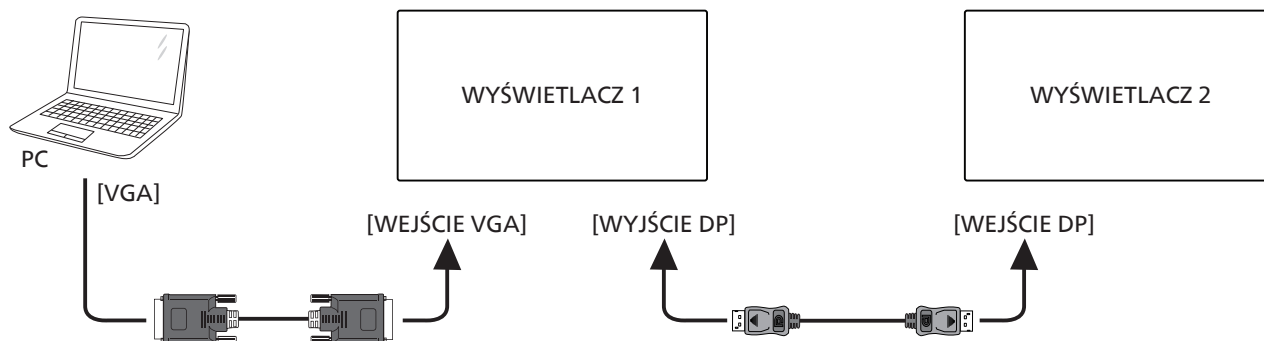 WYŚWIETLACZ 1
WYŚWIETLACZ 2
PC
[VGA]
[WEJŚCIE VGA]
[WYJŚCIE DP]
[WEJŚCIE DP]